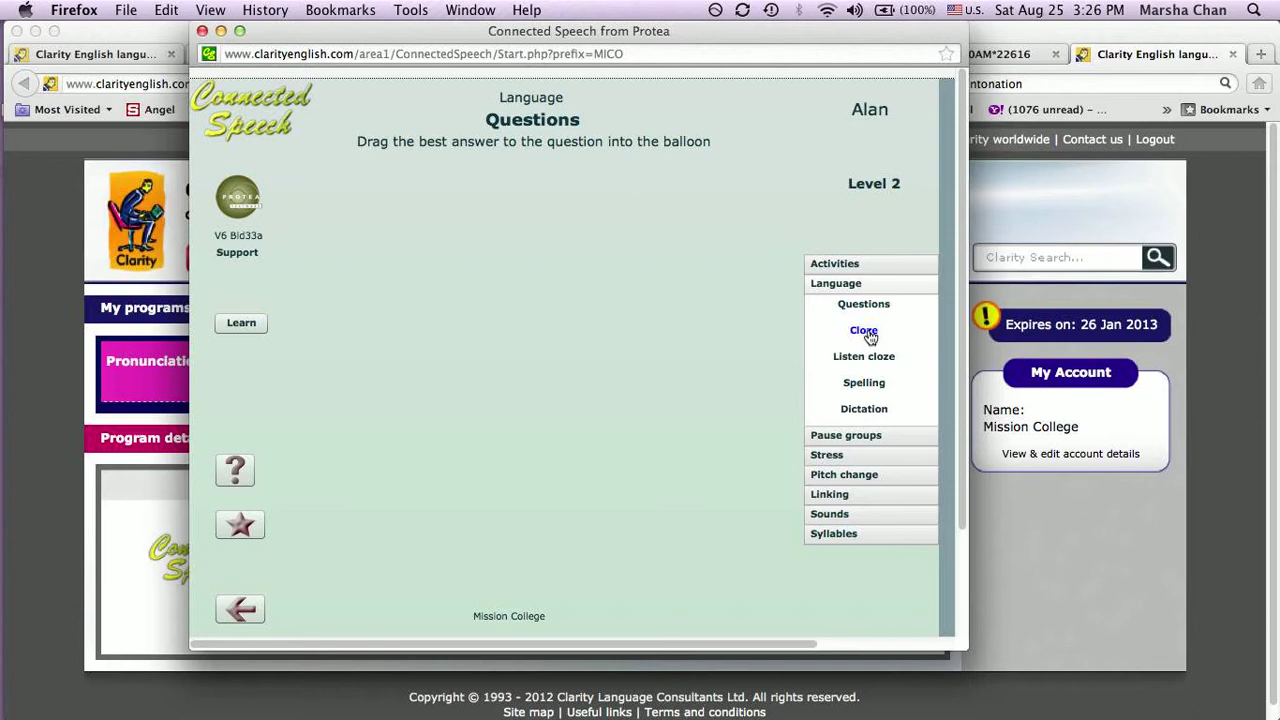 Firefox File Edit View History Bookmarks Tools Window Help (100%) U.S. Sat Aug 25 3:26 PM Marsha Chan
Connected Speech from Protea
Clarity English langu...
0AM*22616
Clarity English langu...
www.clarityenglish.com/area1/ConnectedSpeech/Start.php?prefix=MICO
www.clarityenglish.co
ntonation
Most Visited
Angel
(1076 unread) – ...
Bookmarks
Connected
Speech
Language
Questions
Drag the best answer to the question into the balloon
Alan
Level 2
rity worldwide | Contact us | Logout
PROTEA
V6 Bld33a
Support
Clarity
Learn
Activities
Language
Questions
Cloze
Listen cloze
Spelling
Dictation
Pause groups
Stress
Pitch change
Linking
Sounds
Syllables
Clarity Search...
My programs
Expires on: 26 Jan 2013
Pronunciati
My Account
Name:
Mission College
View & edit account details
Program deta
?
Mission College
Copyright © 1993 - 2012 Clarity Language Consultants Ltd. All rights reserved.
Site map | Useful links | Terms and conditions